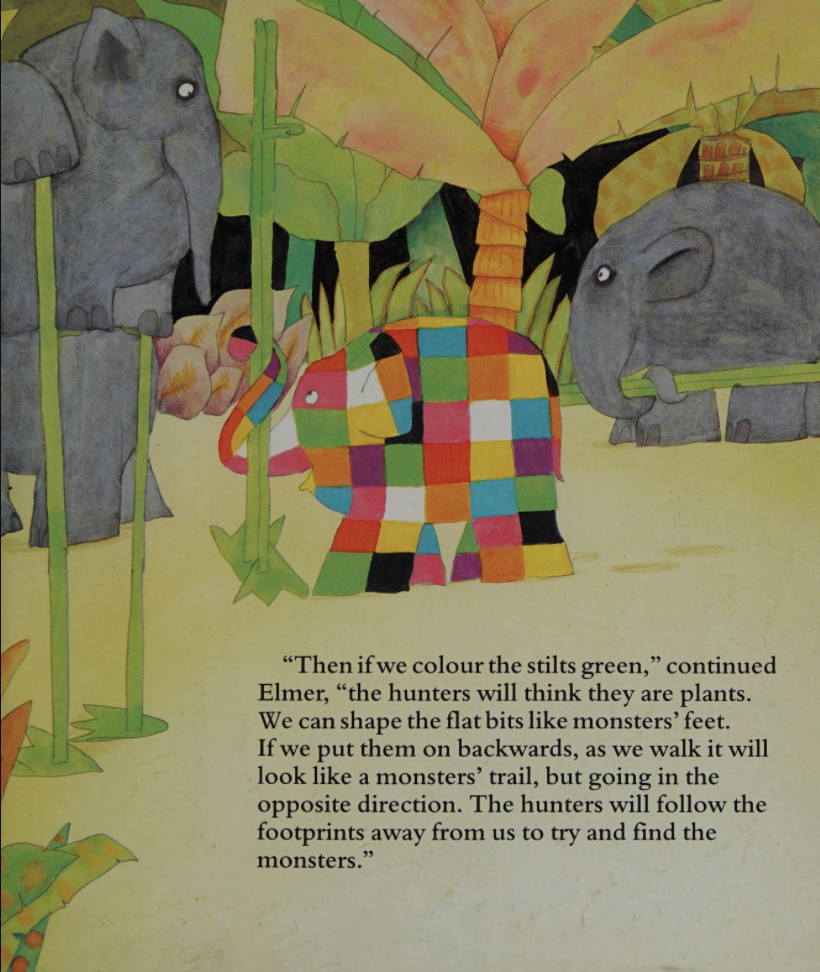 “Then if we colour the stilts green,” continued
Elmer, “the hunters will think they are plants.
We can shape the flat bits like monsters’ feet.
If we put them on backwards, as we walk it will
look like a monsters’ trail, but going in the
opposite direction. The hunters will follow the
footprints away from us to try and find the
monsters.”